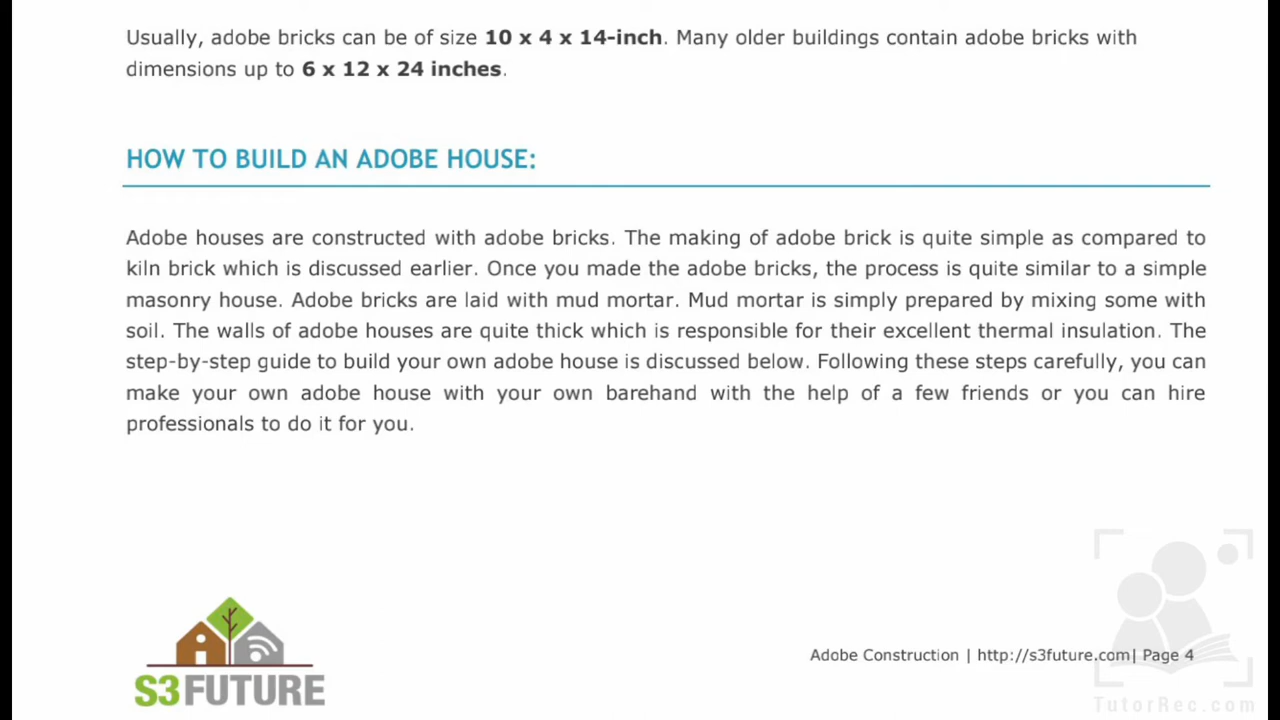 Usually, adobe bricks can be of size 10 x 4 x 14-inch. Many older buildings contain adobe bricks with
dimensions up to 6 x 12 x 24 inches.
HOW TO BUILD AN ADOBE HOUSE:
Adobe houses are constructed with adobe bricks. The making of adobe brick is quite simple as compared to
kiln brick which is discussed earlier. Once you made the adobe bricks, the process is quite similar to a simple
masonry house. Adobe bricks are laid with mud mortar. Mud mortar is simply prepared by mixing some with
soil. The walls of adobe houses are quite thick which is responsible for their excellent thermal insulation. The
step-by-step guide to build your own adobe house is discussed below. Following these steps carefully, you can
make your own adobe house with your own barehand with the help of a few friends or you can hire
professionals to do it for you.
S3FUTURE
Adobe Construction | http://s3future.com| Page 4
TutorRec.com